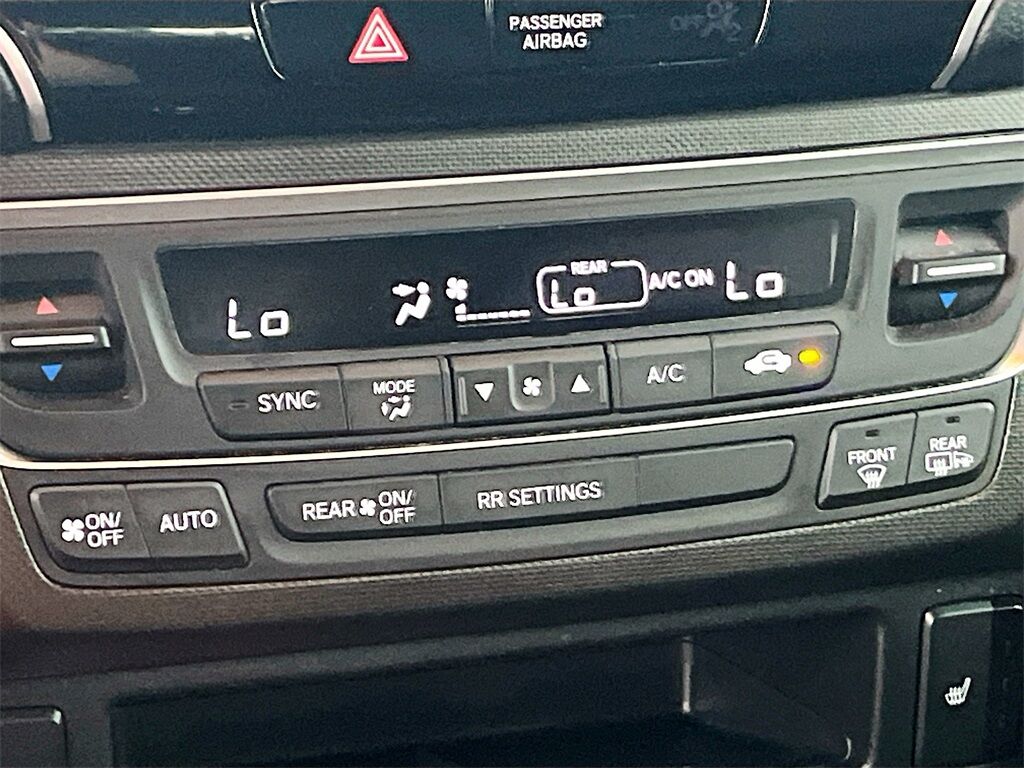 PASSENGER
AIRBAG
OFF
Lo
REAR
Lo
A/C ON
Lo
SYNC
MODE
A/C
ON/
OFF
AUTO
REAR
ON/
OFF
RR SETTINGS
FRONT
REAR